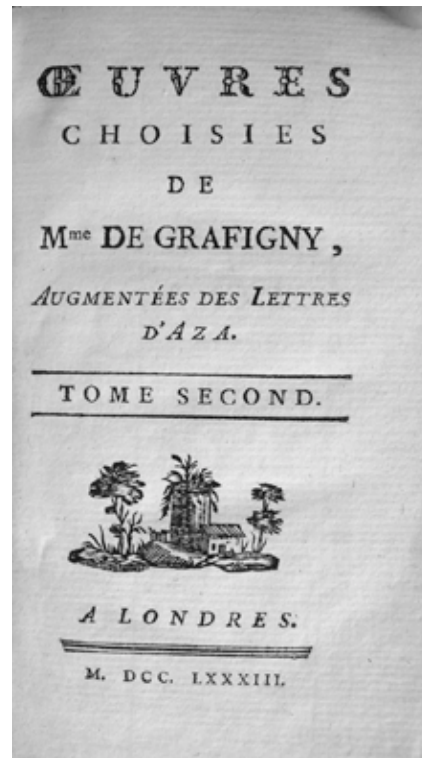 ŒUVRES
CHOISIES
DE
Mme DE GRAFIGNY,
AUGMENTÉES DES LETTRES
D'AZA.
TOME SECOND.
A LONDRES.
M. DCC. LXXXIII.